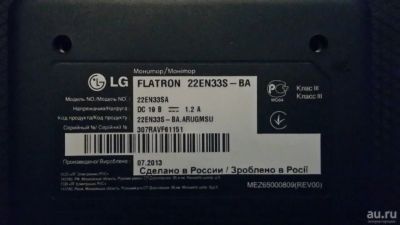 Монитор/Монітор
LG FLATRON 22EN33S-BA
Модель NO./Модель NO.: 22EN33SA
Напряжение/Напряга: DC 19 В 1.2 А
Код продукта/Код продукту: 22EN33S-BA.ARUGMSU
Серийный №/Серійний №: 307RAVF61151
Клас III
Класс III
Произведено/Вироблено: 07.2013
Сделано в России / Зроблено в Росії
MEZ65000809(REV00)
au.ru